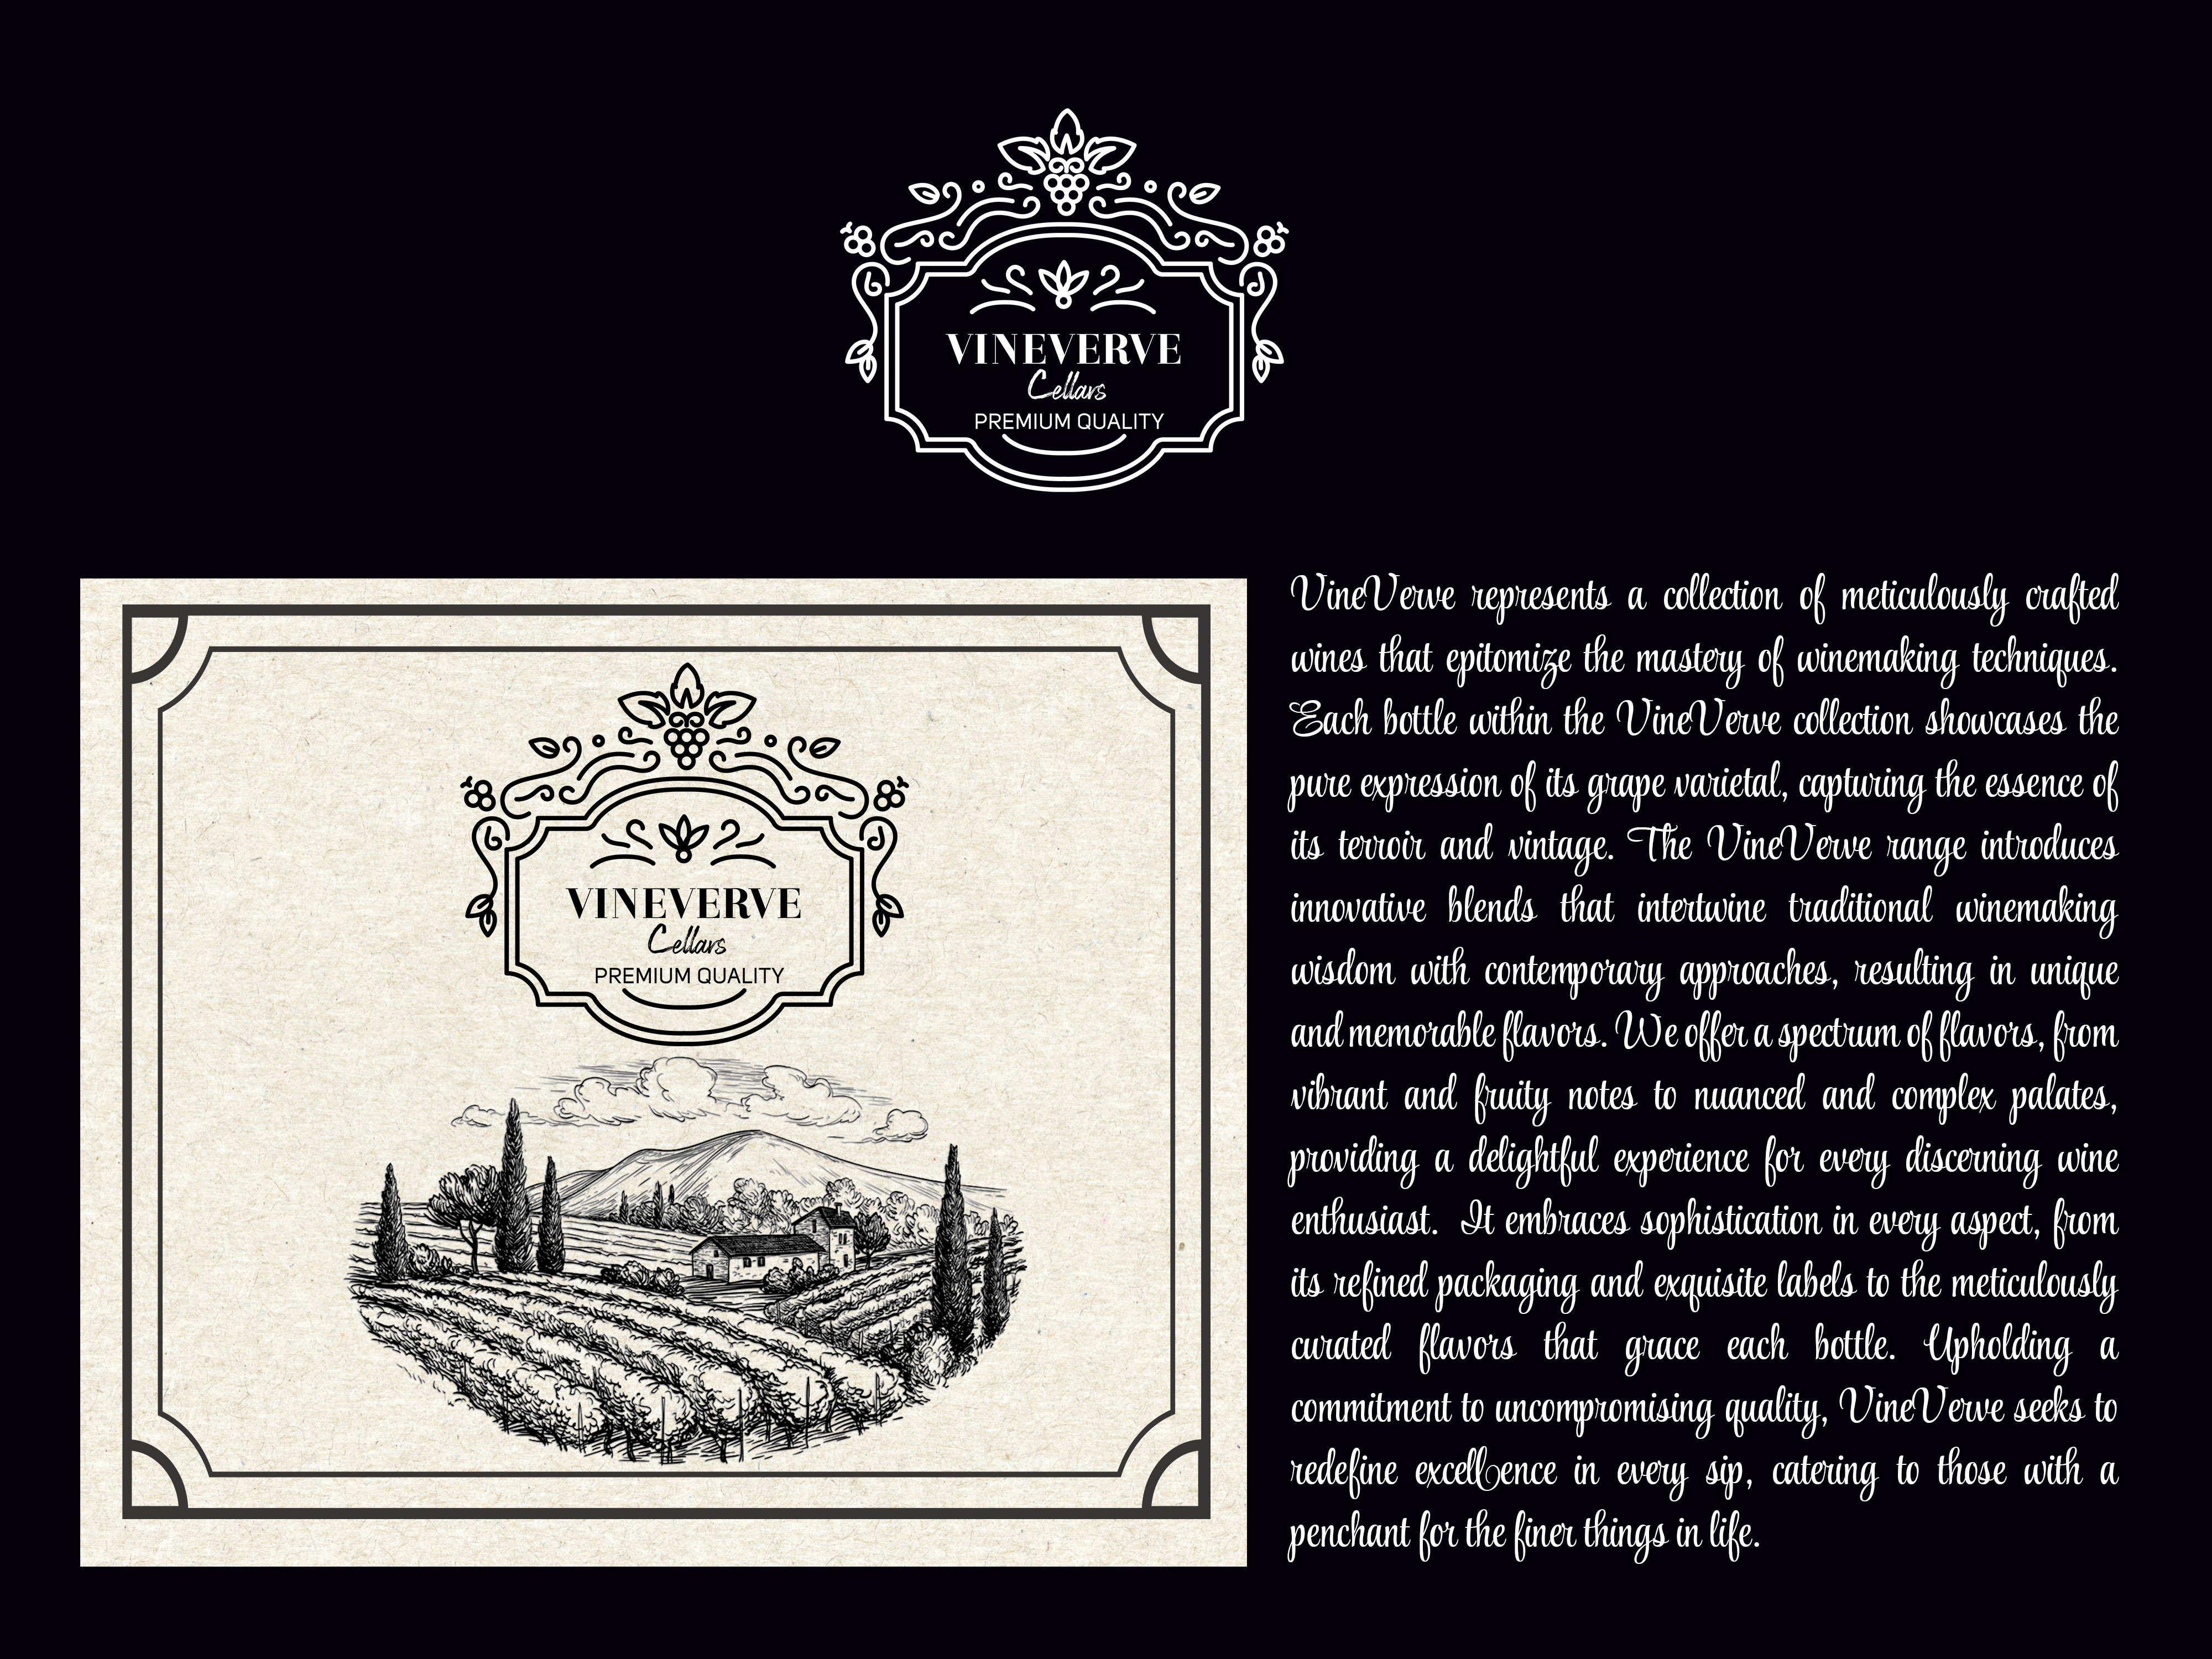 VINEVERVE
Cellars
PREMIUM QUALITY
VINEVERVE
Cellars
PREMIUM QUALITY
VineVerve represents a collection of meticulously crafted
wines that epitomize the mastery of winemaking techniques.
Each bottle within the VineVerve collection showcases the
pure expression of its grape varietal, capturing the essence of
its terroir and vintage. The VineVerve range introduces
innovative blends that intertwine traditional winemaking
wisdom with contemporary approaches, resulting in unique
and memorable flavors. We offer a spectrum of flavors, from
vibrant and fruity notes to nuanced and complex palates,
providing a delightful experience for every discerning wine
enthusiast. It embraces sophistication in every aspect, from
its refined packaging and exquisite labels to the meticulously
curated flavors that grace each bottle. Upholding a
commitment to uncompromising quality, VineVerve seeks to
redefine excellence in every sip, catering to those with a
penchant for the finer things in life.